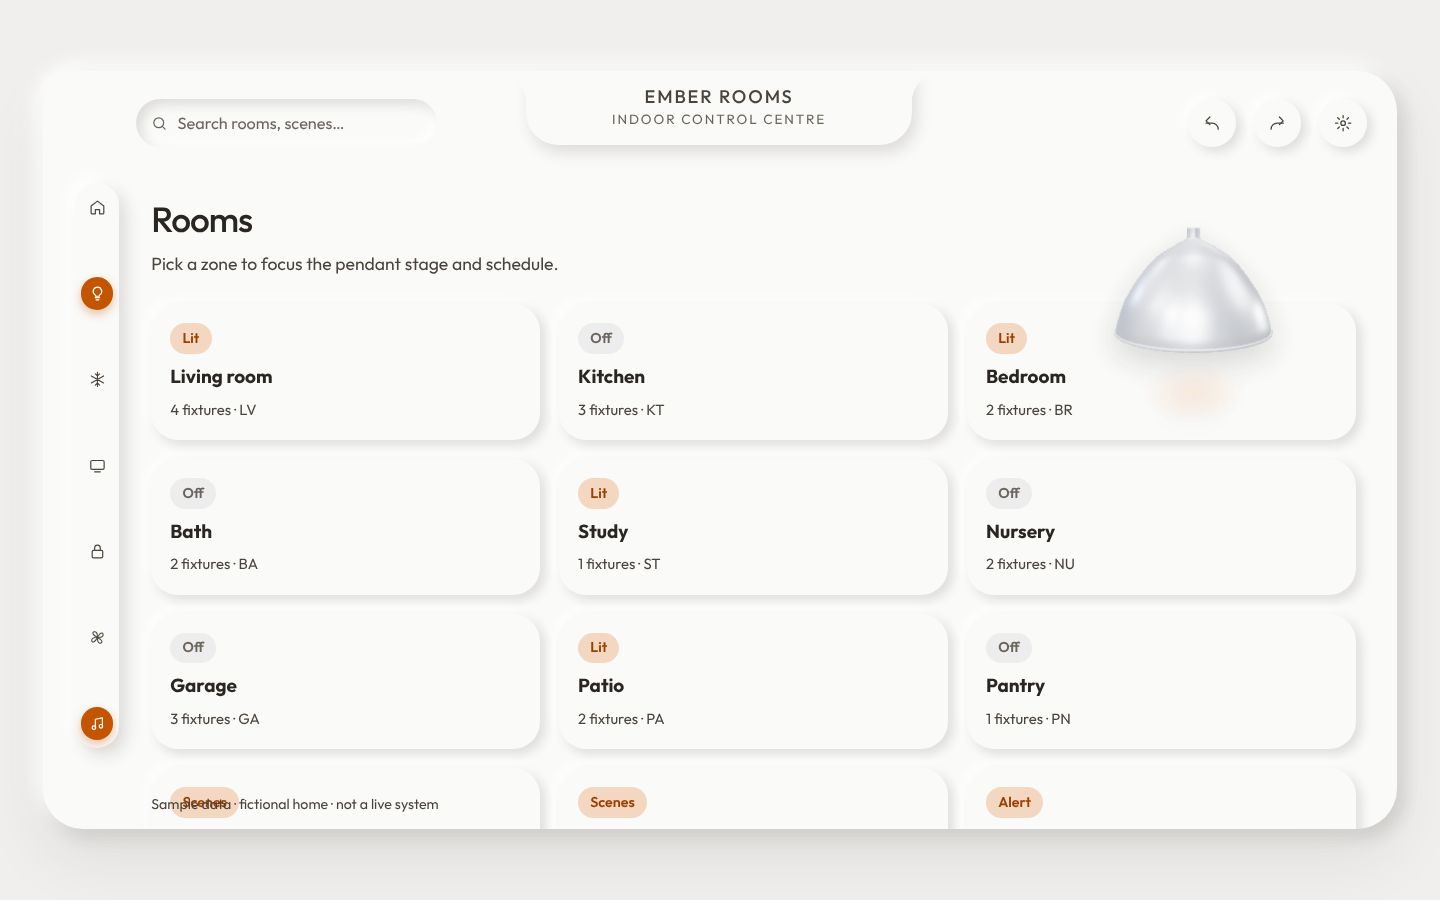 EMBER ROOMS
INDOOR CONTROL CENTRE
Search rooms, scenes...
Rooms
Pick a zone to focus the pendant stage and schedule.
Lit
Living room
4 fixtures · LV
Off
Kitchen
3 fixtures · KT
Lit
Bedroom
2 fixtures · BR
Off
Bath
2 fixtures · BA
Lit
Study
1 fixtures · ST
Off
Nursery
2 fixtures · NU
Off
Garage
3 fixtures · GA
Lit
Patio
2 fixtures · PA
Off
Pantry
1 fixtures · PN
Scenes
Scenes
Alert
Sample data · fictional home · not a live system